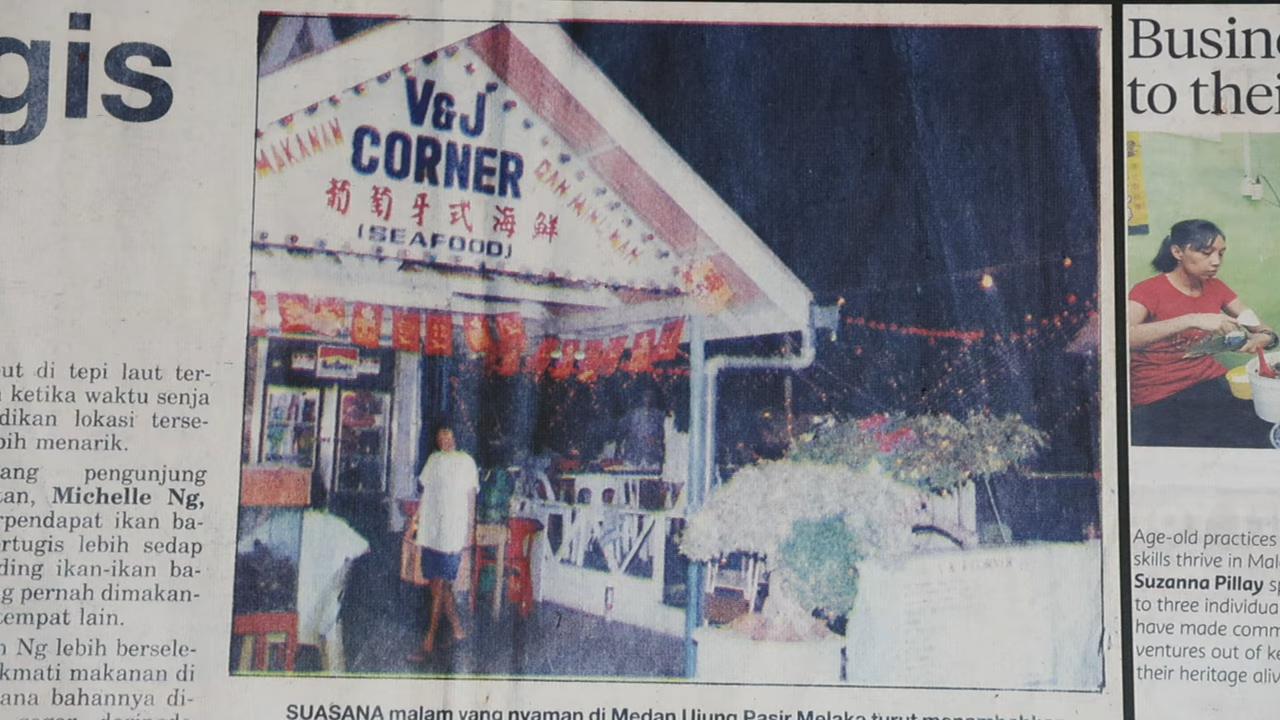 gis
V&J
CORNER
MAKANAN DAN MINUMAN
葡萄牙式海鮮
(SEAFOOD)
ut di tepi laut ter-
ketika waktu senja
dikan lokasi terse-
bih menarik.
ang pengunjung
tan, Michelle Ng,
rpendapat ikan ba-
rtugis lebih sedap
ding ikan-ikan ba-
g pernah dimakan-
tempat lain.
Ng lebih bersele-
kmati makanan di
ana bahannya di-
SUASANA malam yang nyaman di Medan Ujung Pasir Melaka turut menambahkan
Busin
to thei
Age-old practices
skills thrive in Mal
Suzanna Pillay s
to three individua
have made comm
ventures out of ke
their heritage aliv